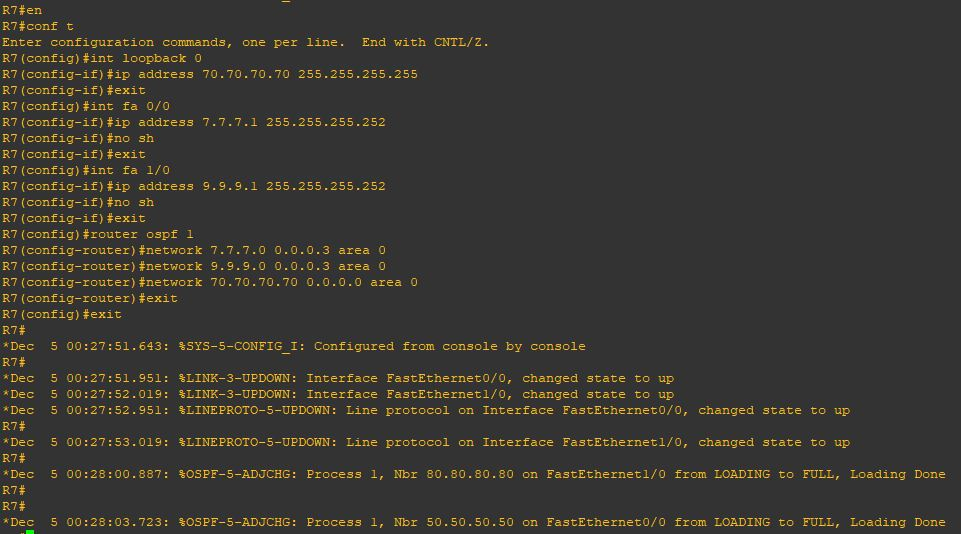 R7#en
R7#conf t
Enter configuration commands, one per line.  End with CNTL/Z.
R7(config)#int loopback 0
R7(config-if)#ip address 70.70.70.70 255.255.255.255
R7(config-if)#exit
R7(config)#int fa 0/0
R7(config-if)#ip address 7.7.7.1 255.255.255.252
R7(config-if)#no sh
R7(config-if)#exit
R7(config)#int fa 1/0
R7(config-if)#ip address 9.9.9.1 255.255.255.252
R7(config-if)#no sh
R7(config-if)#exit
R7(config)#router ospf 1
R7(config-router)#network 7.7.7.0 0.0.0.3 area 0
R7(config-router)#network 9.9.9.0 0.0.0.3 area 0
R7(config-router)#network 70.70.70.70 0.0.0.0 area 0
R7(config-router)#exit
R7(config)#exit
R7#
*Dec  5 00:27:51.643: %SYS-5-CONFIG_I: Configured from console by console
R7#
*Dec  5 00:27:51.951: %LINK-3-UPDOWN: Interface FastEthernet0/0, changed state to up
*Dec  5 00:27:52.019: %LINK-3-UPDOWN: Interface FastEthernet1/0, changed state to up
*Dec  5 00:27:52.951: %LINEPROTO-5-UPDOWN: Line protocol on Interface FastEthernet0/0, changed state to up
R7#
*Dec  5 00:27:53.019: %LINEPROTO-5-UPDOWN: Line protocol on Interface FastEthernet1/0, changed state to up
R7#
*Dec  5 00:28:00.887: %OSPF-5-ADJCHG: Process 1, Nbr 80.80.80.80 on FastEthernet1/0 from LOADING to FULL, Loading Done
R7#
R7#
*Dec  5 00:28:03.723: %OSPF-5-ADJCHG: Process 1, Nbr 50.50.50.50 on FastEthernet0/0 from LOADING to FULL, Loading Done